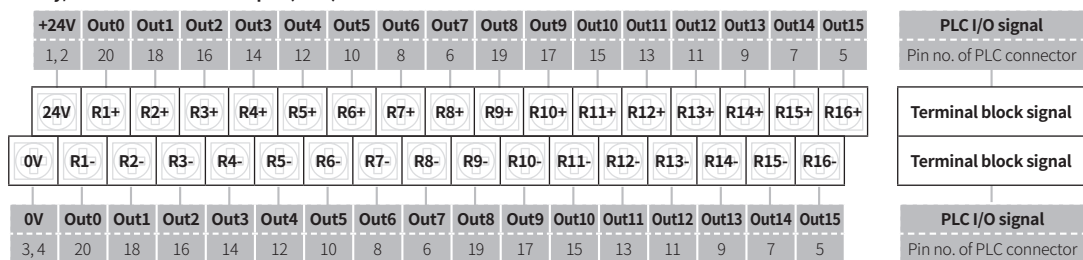 +24V Out0 Out1 Out2 Out3 Out4 Out5 Out6 Out7 Out8 Out9 Out10 Out11 Out12 Out13 Out14 Out15 PLC I/O signal
1, 2 20 18 16 14 12 10 8 6 19 17 15 13 11 9 7 5 Pin no. of PLC connector
24V R1+ R2+ R3+ R4+ R5+ R6+ R7+ R8+ R9+ R10+ R11+ R12+ R13+ R14+ R15+ R16+ Terminal block signal
0V R1- R2- R3- R4- R5- R6- R7- R8- R9- R10- R11- R12- R13- R14- R15- R16- Terminal block signal
0V Out0 Out1 Out2 Out3 Out4 Out5 Out6 Out7 Out8 Out9 Out10 Out11 Out12 Out13 Out14 Out15 PLC I/O signal
3, 4 20 18 16 14 12 10 8 6 19 17 15 13 11 9 7 5 Pin no. of PLC connector